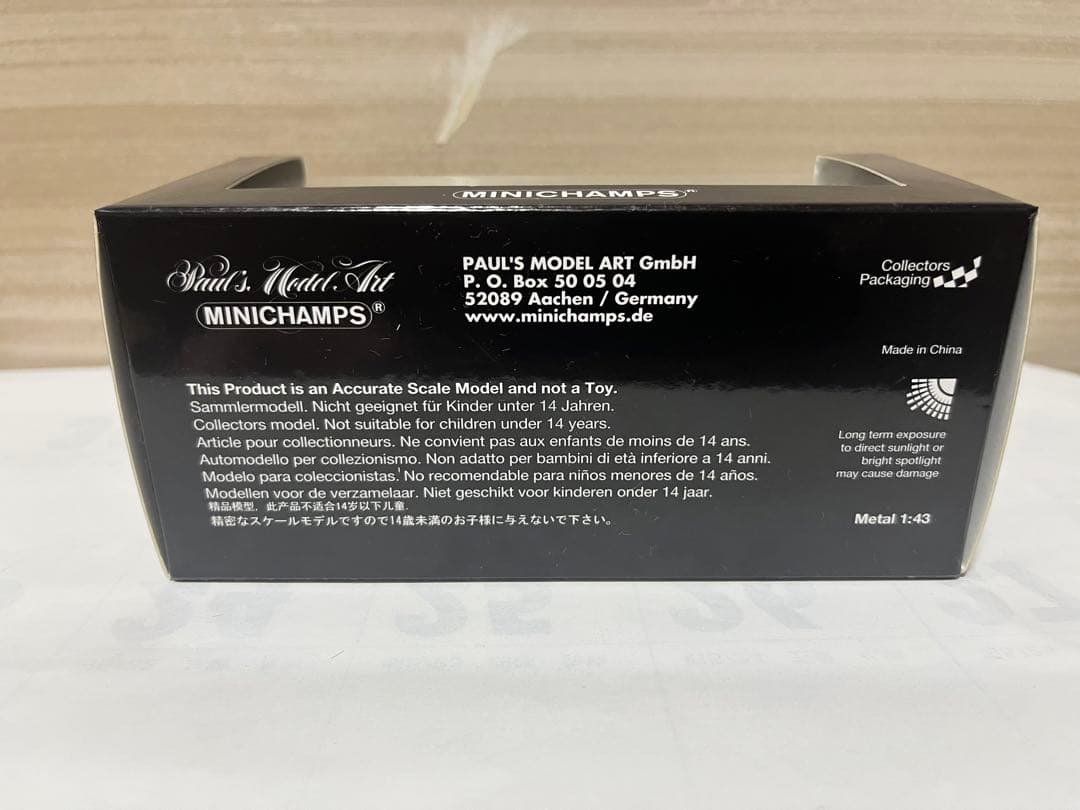 MINICHAMPS
Paul's Model Art
MINICHAMPS®
PAUL'S MODEL ART GmbH
P. O. Box 50 05 04
52089 Aachen / Germany
www.minichamps.de
Collectors
Packaging
Made in China
This Product is an Accurate Scale Model and not a Toy.
Sammlermodell. Nicht geeignet für Kinder unter 14 Jahren.
Collectors model. Not suitable for children under 14 years.
Article pour collectionneurs. Ne convient pas aux enfants de moins de 14 ans.
Automodello per collezionismo. Non adatto per bambini di età inferiore a 14 anni.
Modelo para coleccionistas. No recomendable para niños menores de 14 años.
Modellen voor de verzamelaar. Niet geschikt voor kinderen onder 14 jaar.
精品模型，此产品不适合14岁以下儿童.
精密なスケールモデルですので14歳未満のお子様に与えないで下さい。
Long term exposure
to direct sunlight or
bright spotlight
may cause damage
Metal 1:43
24 25 26 27